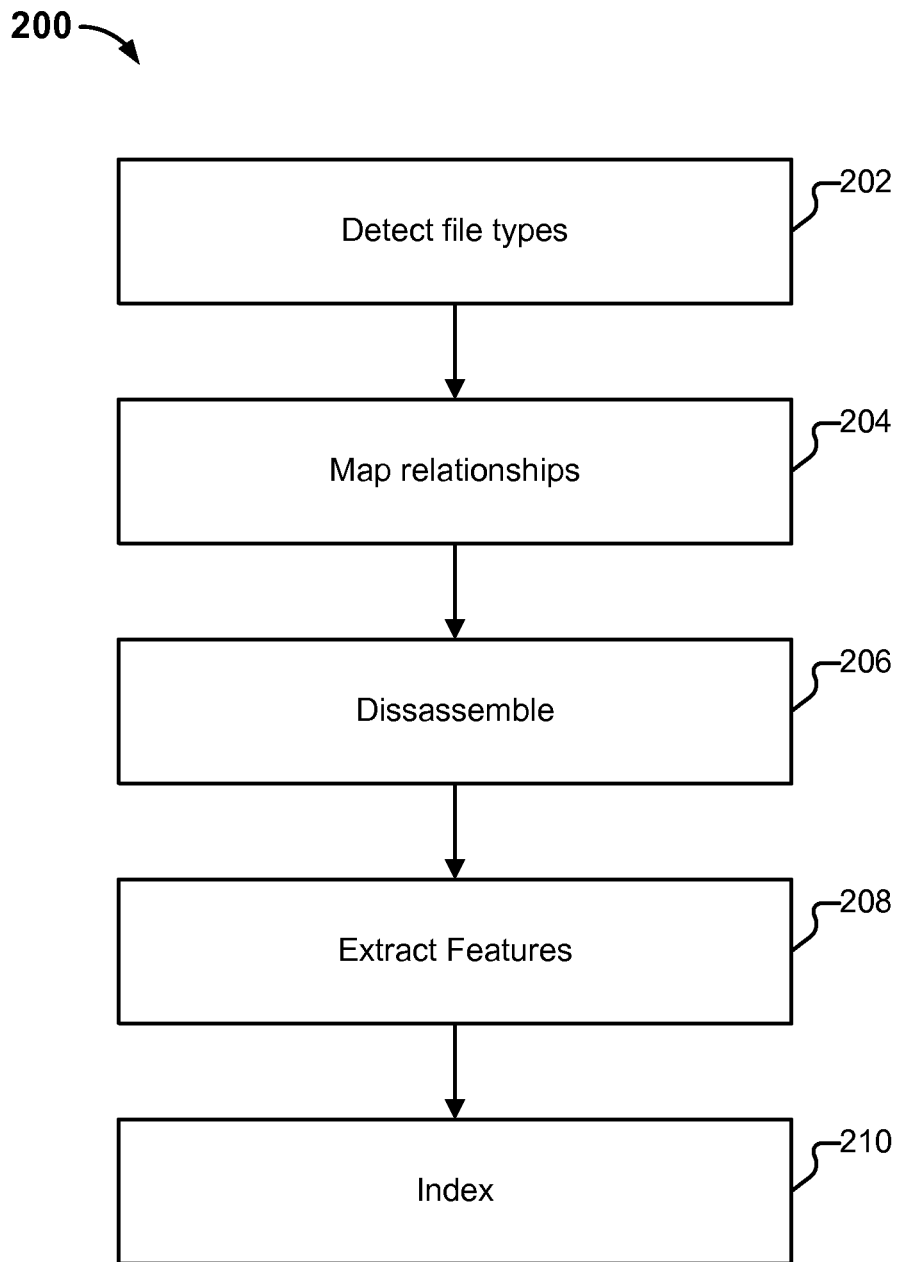 200
202
Detect file types
204
Map relationships
206
Dissassemble
208
Extract Features
210
Index